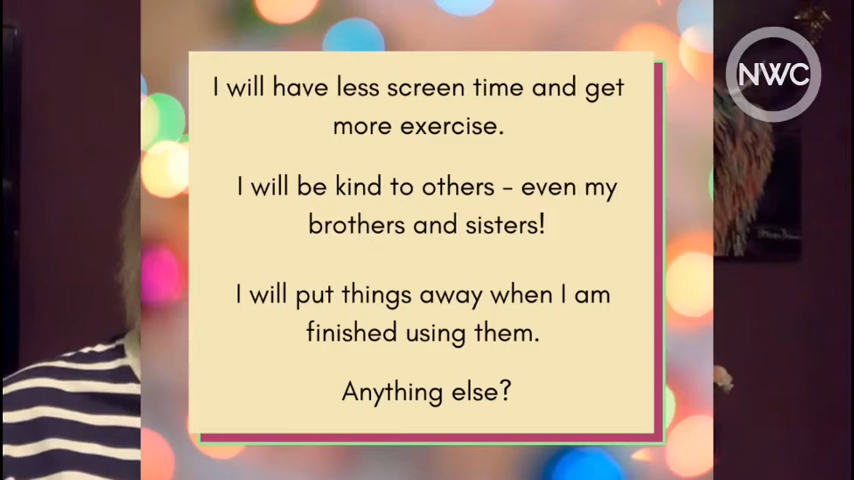 I will have less screen time and get
more exercise.
I will be kind to others - even my
brothers and sisters!
I will put things away when I am
finished using them.
Anything else?
NWC